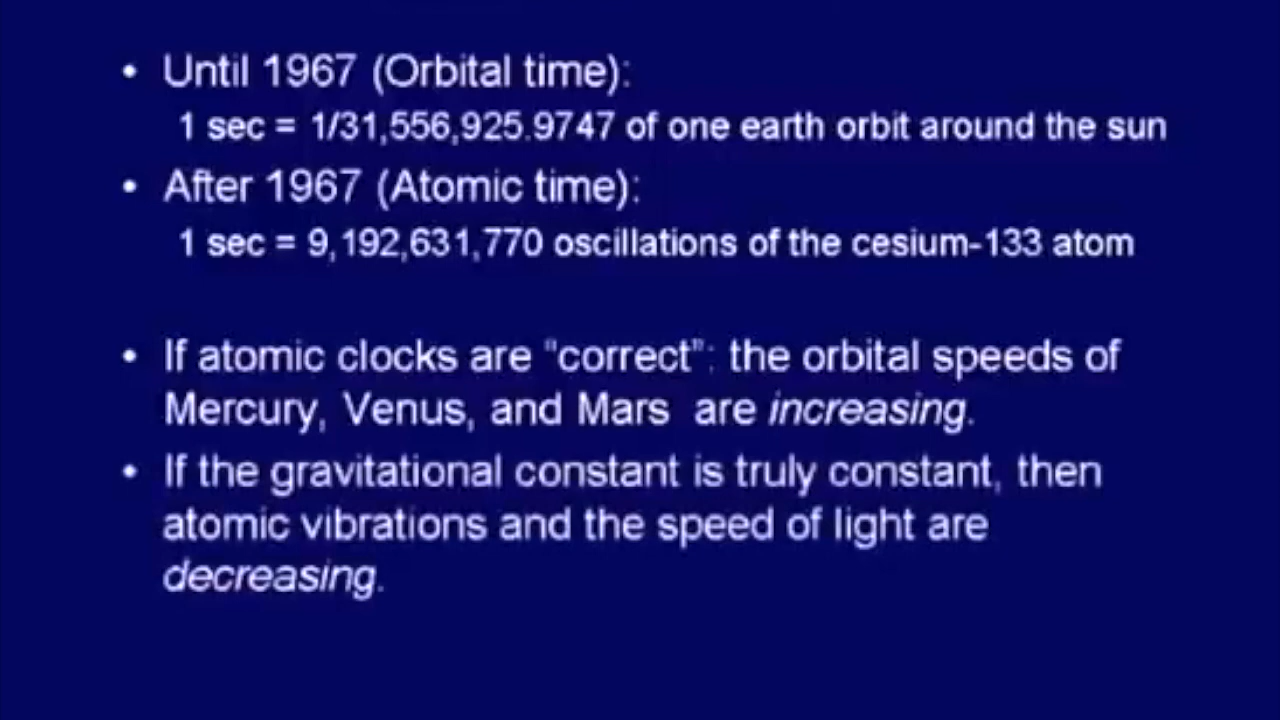 • Until 1967 (Orbital time):
1 sec = 1/31,556,925.9747 of one earth orbit around the sun
• After 1967 (Atomic time):
1 sec = 9,192,631,770 oscillations of the cesium-133 atom
• If atomic clocks are "correct": the orbital speeds of
Mercury, Venus, and Mars are increasing.
• If the gravitational constant is truly constant, then
atomic vibrations and the speed of light are
decreasing.